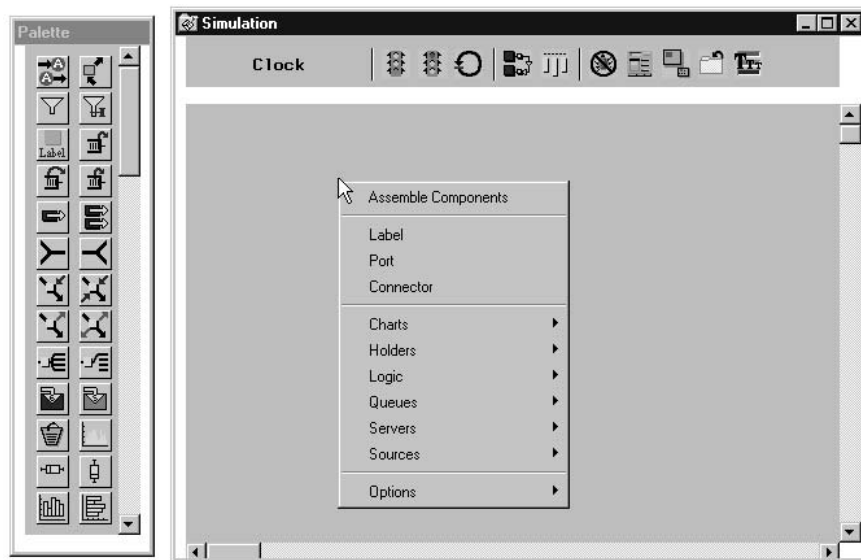 Palette
Simulation
Clock
A
A
Label
Assemble Components
Label
Port
Connector
Charts
Holders
Logic
Queues
Servers
Sources
Options